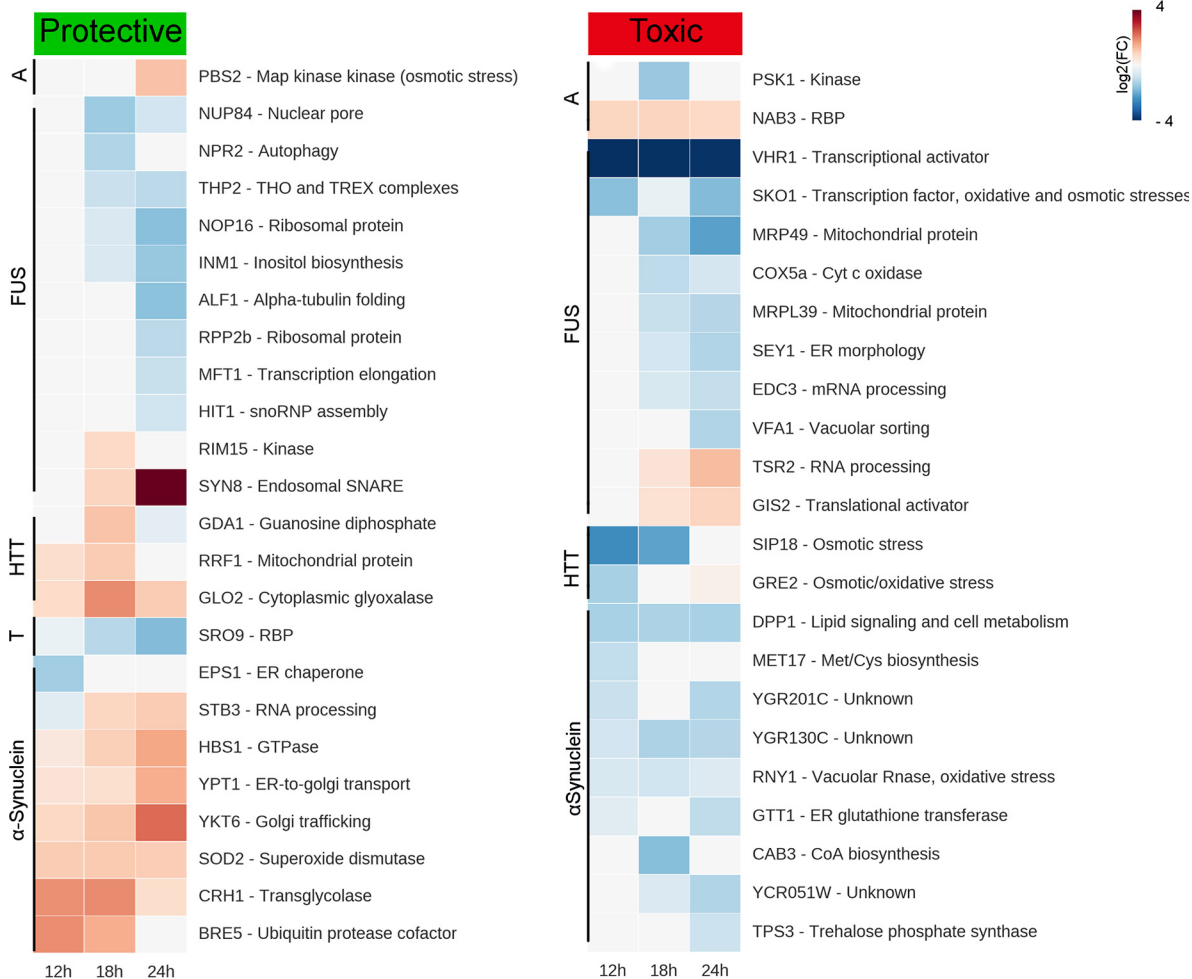 Protective
A
PBS2 - Map kinase kinase (osmotic stress)
FUS
NUP84 - Nuclear pore
NPR2 - Autophagy
THP2 - THO and TREX complexes
NOP16 - Ribosomal protein
INM1 - Inositol biosynthesis
ALF1 - Alpha-tubulin folding
RPP2b - Ribosomal protein
MFT1 - Transcription elongation
HIT1 - snoRNP assembly
RIM15 - Kinase
SYN8 - Endosomal SNARE
HTT
GDA1 - Guanosine diphosphate
RRF1 - Mitochondrial protein
GLO2 - Cytoplasmic glyoxalase
T
SRO9 - RBP
α-Synuclein
EPS1 - ER chaperone
STB3 - RNA processing
HBS1 - GTPase
YPT1 - ER-to-golgi transport
YKT6 - Golgi trafficking
SOD2 - Superoxide dismutase
CRH1 - Transglycolase
BRE5 - Ubiquitin protease cofactor
12h 18h 24h
Toxic
A
PSK1 - Kinase
NAB3 - RBP
FUS
VHR1 - Transcriptional activator
SKO1 - Transcription factor, oxidative and osmotic stresses
MRP49 - Mitochondrial protein
COX5a - Cyt c oxidase
MRPL39 - Mitochondrial protein
SEY1 - ER morphology
EDC3 - mRNA processing
VFA1 - Vacuolar sorting
TSR2 - RNA processing
GIS2 - Translational activator
HTT
SIP18 - Osmotic stress
GRE2 - Osmotic/oxidative stress
αSynuclein
DPP1 - Lipid signaling and cell metabolism
MET17 - Met/Cys biosynthesis
YGR201C - Unknown
YGR130C - Unknown
RNY1 - Vacuolar Rnase, oxidative stress
GTT1 - ER glutathione transferase
CAB3 - CoA biosynthesis
YCR051W - Unknown
TPS3 - Trehalose phosphate synthase
12h 18h 24h
4
log2(FC)
- 4